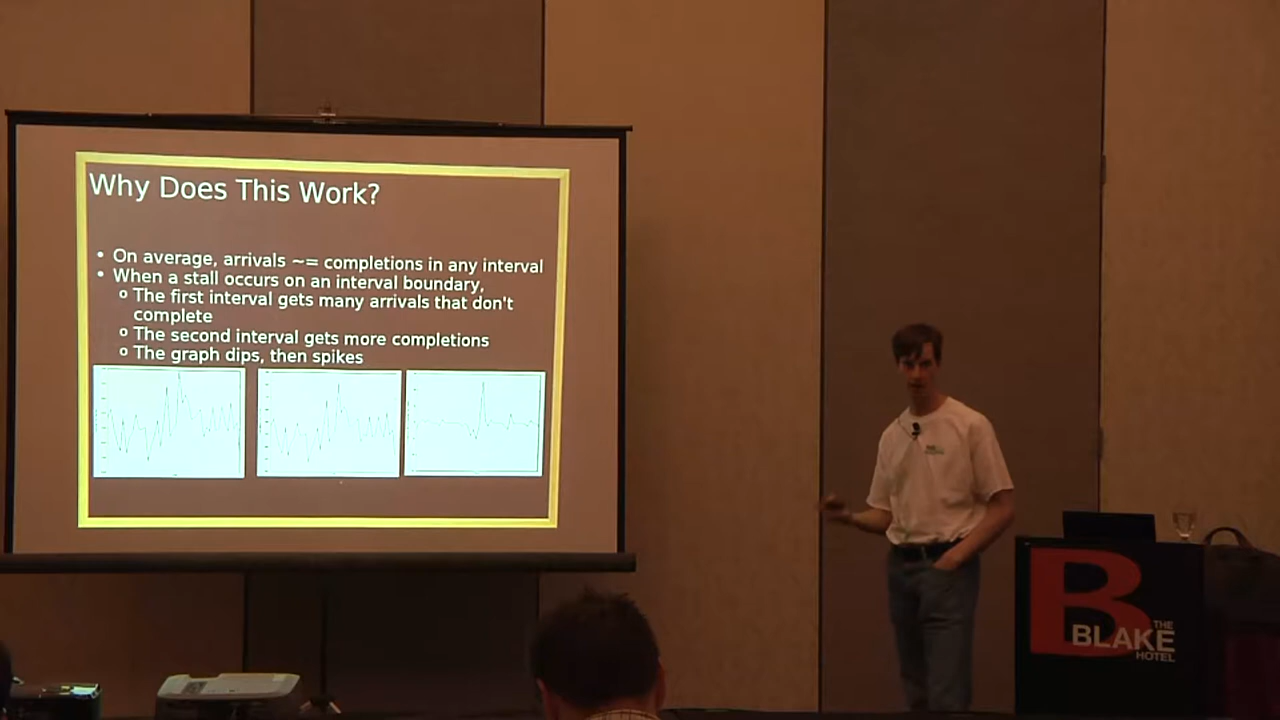 Why Does This Work?
• On average, arrivals ~= completions in any interval
• When a stall occurs on an interval boundary,
o The first interval gets many arrivals that don't
complete
o The second interval gets more completions
o The graph dips, then spikes
B
THE
BLAKE
HOTEL